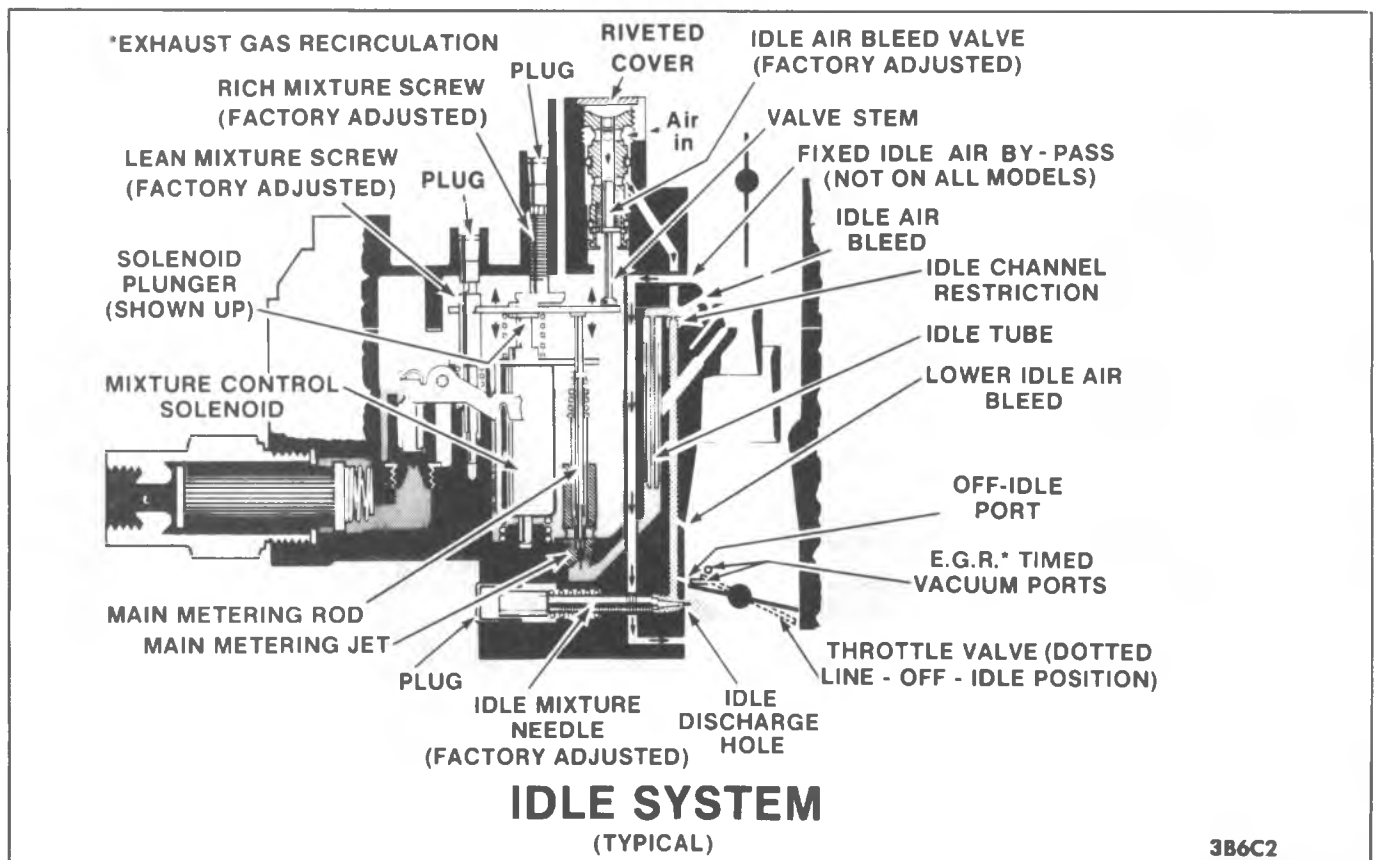 *EXHAUST GAS RECIRCULATION
RICH MIXTURE SCREW
(FACTORY ADJUSTED)
LEAN MIXTURE SCREW
(FACTORY ADJUSTED)
PLUG
PLUG
RIVETED
COVER
Air
in
IDLE AIR BLEED VALVE
(FACTORY ADJUSTED)
VALVE STEM
FIXED IDLE AIR BY-PASS
(NOT ON ALL MODELS)
IDLE AIR
BLEED
IDLE CHANNEL
RESTRICTION
IDLE TUBE
LOWER IDLE AIR
BLEED
OFF-IDLE
PORT
E.G.R.* TIMED
VACUUM PORTS
THROTTLE VALVE (DOTTED
LINE - OFF - IDLE POSITION)
SOLENOID
PLUNGER
(SHOWN UP)
MIXTURE CONTROL
SOLENOID
MAIN METERING ROD
MAIN METERING JET
PLUG
IDLE MIXTURE
NEEDLE
(FACTORY ADJUSTED)
IDLE
DISCHARGE
HOLE
IDLE SYSTEM
(TYPICAL)
3B6C2